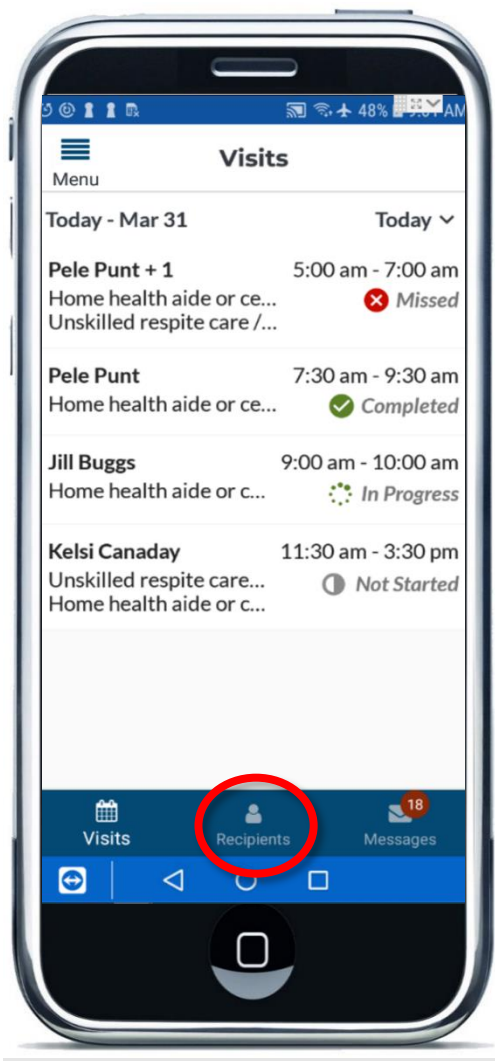 48% AM
Menu
Visits
Today - Mar 31 Today
Pele Punt + 1 5:00 am - 7:00 am
Home health aide or ce... Missed
Unskilled respite care /...
Pele Punt 7:30 am - 9:30 am
Home health aide or ce... Completed
Jill Buggs 9:00 am - 10:00 am
Home health aide or c... In Progress
Kelsi Canaday 11:30 am - 3:30 pm
Unskilled respite care... Not Started
Home health aide or c...
18
Visits Recipients Messages